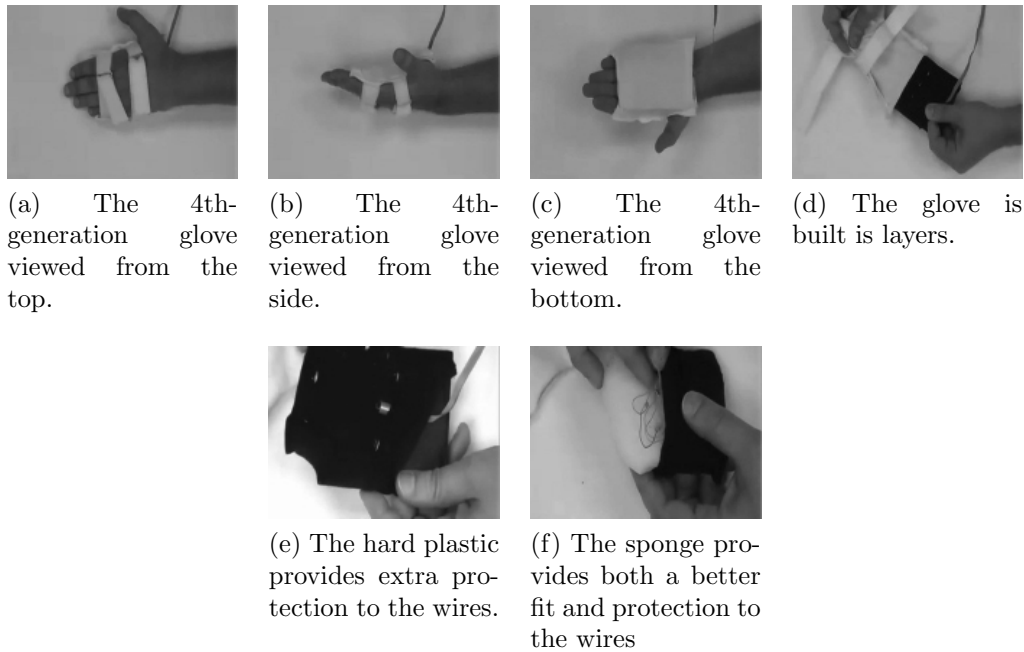 (a) The 4th-
generation glove
viewed from the
top.
(b) The 4th-
generation glove
viewed from the
side.
(c) The 4th-
generation glove
viewed from the
bottom.
(d) The glove is
built is layers.
(e) The hard plastic
provides extra pro-
tection to the wires.
(f) The sponge pro-
vides both a better
fit and protection to
the wires